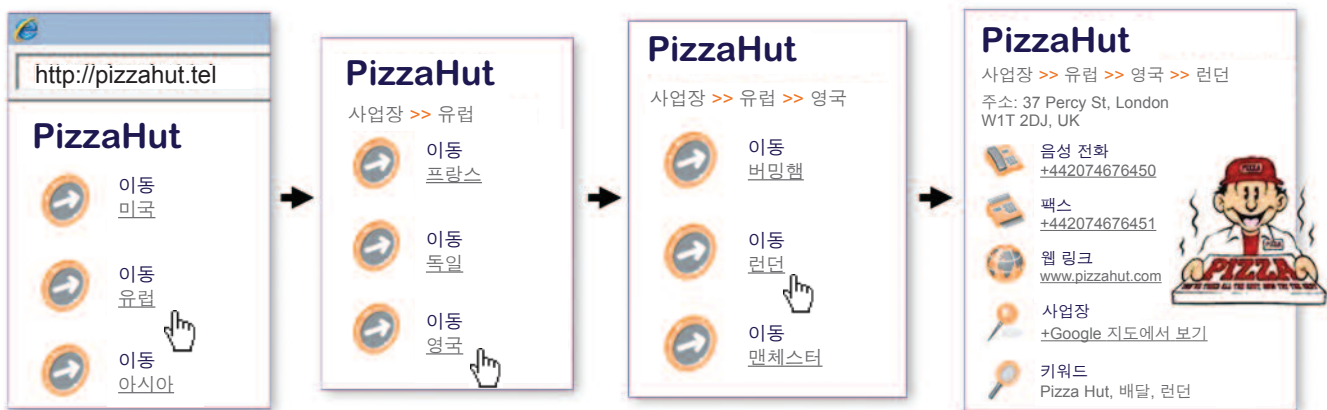 http://pizzahut.tel
PizzaHut
이동
미국
이동
유럽
이동
아시아
PizzaHut
사업장 >> 유럽
이동
프랑스
이동
독일
이동
영국
PizzaHut
사업장 >> 유럽 >> 영국
이동
버밍햄
이동
런던
이동
맨체스터
PizzaHut
사업장 >> 유럽 >> 영국 >> 런던
주소: 37 Percy St, London
W1T 2DJ, UK
음성 전화
+442074676450
팩스
+442074676451
웹 링크
www.pizzahut.com
사업장
+Google 지도에서 보기
키워드
Pizza Hut, 배달, 런던
PIZZA
PIZZA
PIZZA